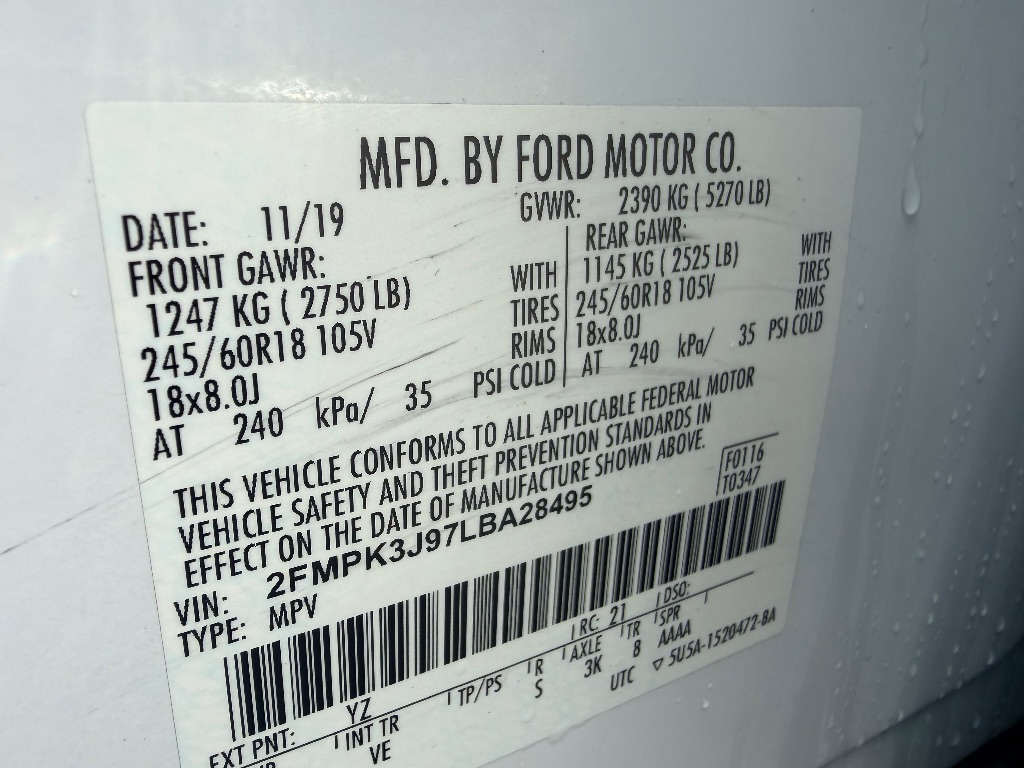 MFD. BY FORD MOTOR CO.
DATE: 11/19 GVWR: 2390 KG ( 5270 LB)
FRONT GAWR: REAR GAWR:
1247 KG ( 2750 LB) WITH 1145 KG ( 2525 LB) WITH
245/60R18 105V TIRES 245/60R18 105V TIRES
18x8.0J RIMS 18x8.0J RIMS
AT 240 kPa/ 35 PSI COLD AT 240 kPa/ 35 PSI COLD
THIS VEHICLE CONFORMS TO ALL APPLICABLE FEDERAL MOTOR
VEHICLE SAFETY AND THEFT PREVENTION STANDARDS IN
EFFECT ON THE DATE OF MANUFACTURE SHOWN ABOVE.
F0116
T0347
VIN: 2FMPK3J97LBA28495
TYPE: MPV
EXT PNT: YZ RC: 21 DSO:
INT TR TP/PS R AXLE TR SPR
VE S 3K 8 AAAA
UTC ▽ 5U5A-1520472-BA